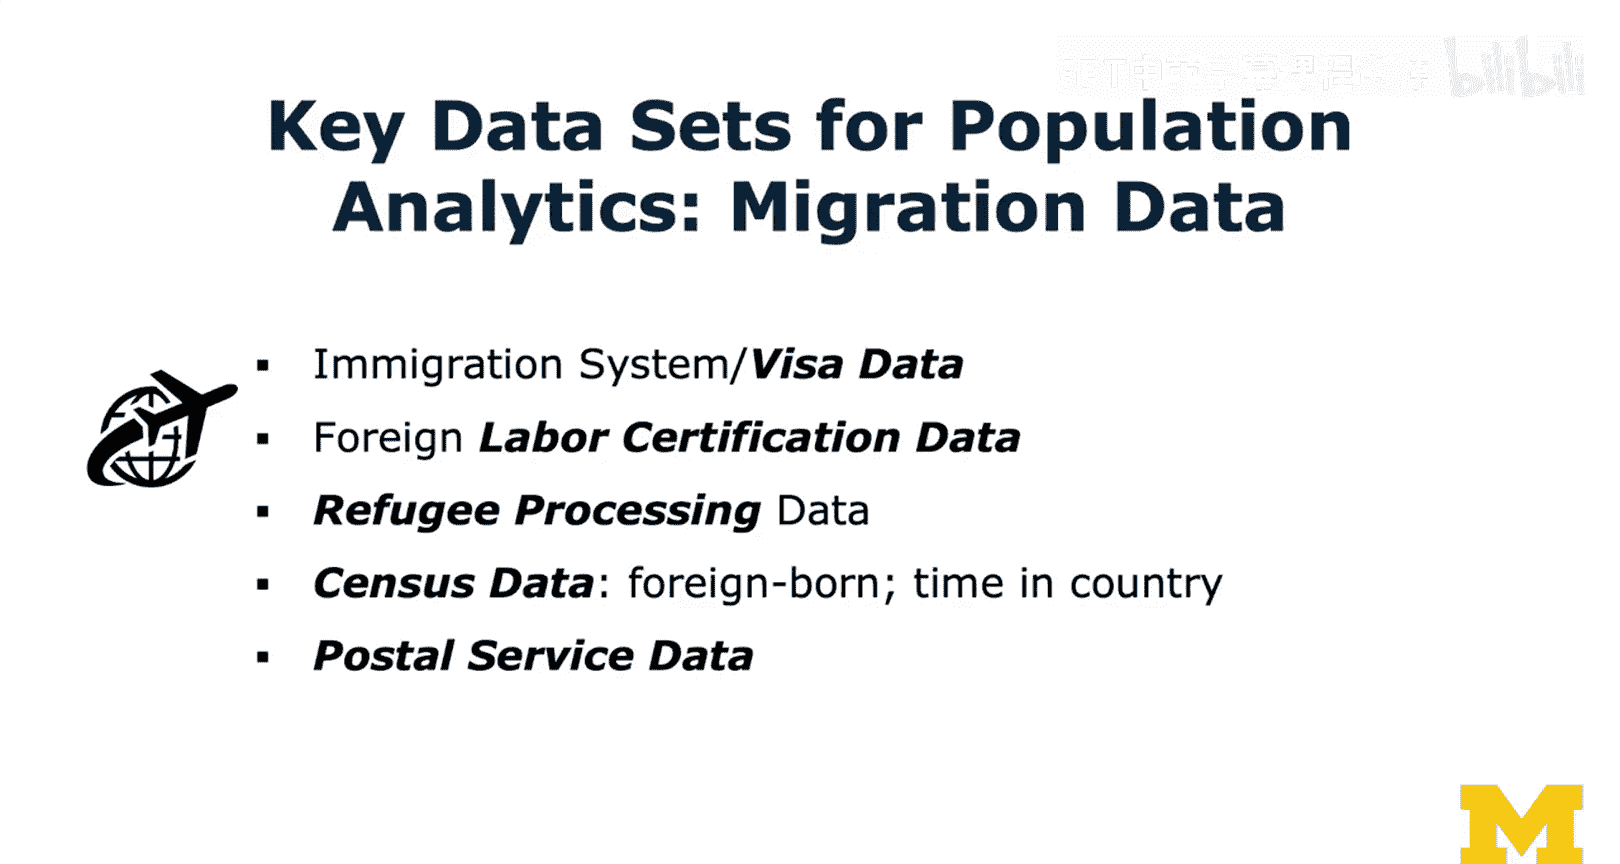 bilibili
Key Data Sets for Population
Analytics: Migration Data
▪ Immigration System/Visa Data
▪ Foreign Labor Certification Data
▪ Refugee Processing Data
▪ Census Data: foreign-born; time in country
▪ Postal Service Data
M